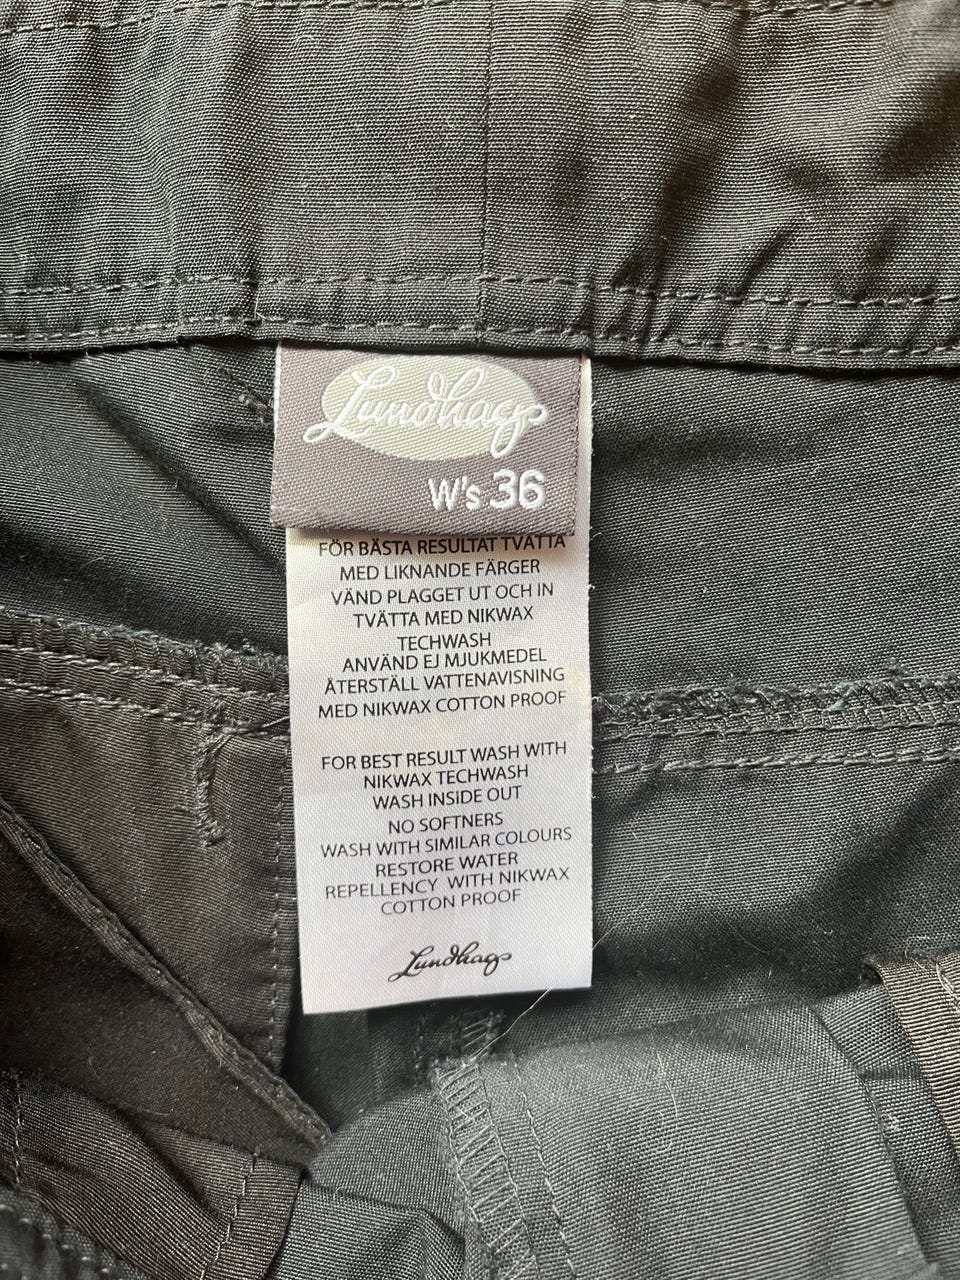 Lundhags
W's 36
FÖR BÄSTA RESULTAT TVÄTTA
MED LIKNANDE FÄRGER
VÄND PLAGGET UT OCH IN
TVÄTTA MED NIKWAX
TECHWASH
ANVÄND EJ MJUKMEDEL
ÅTERSTÄLL VATTENAVISNING
MED NIKWAX COTTON PROOF
FOR BEST RESULT WASH WITH
NIKWAX TECHWASH
WASH INSIDE OUT
NO SOFTNERS
WASH WITH SIMILAR COLOURS
RESTORE WATER
REPELLENCY WITH NIKWAX
COTTON PROOF
Lundhags